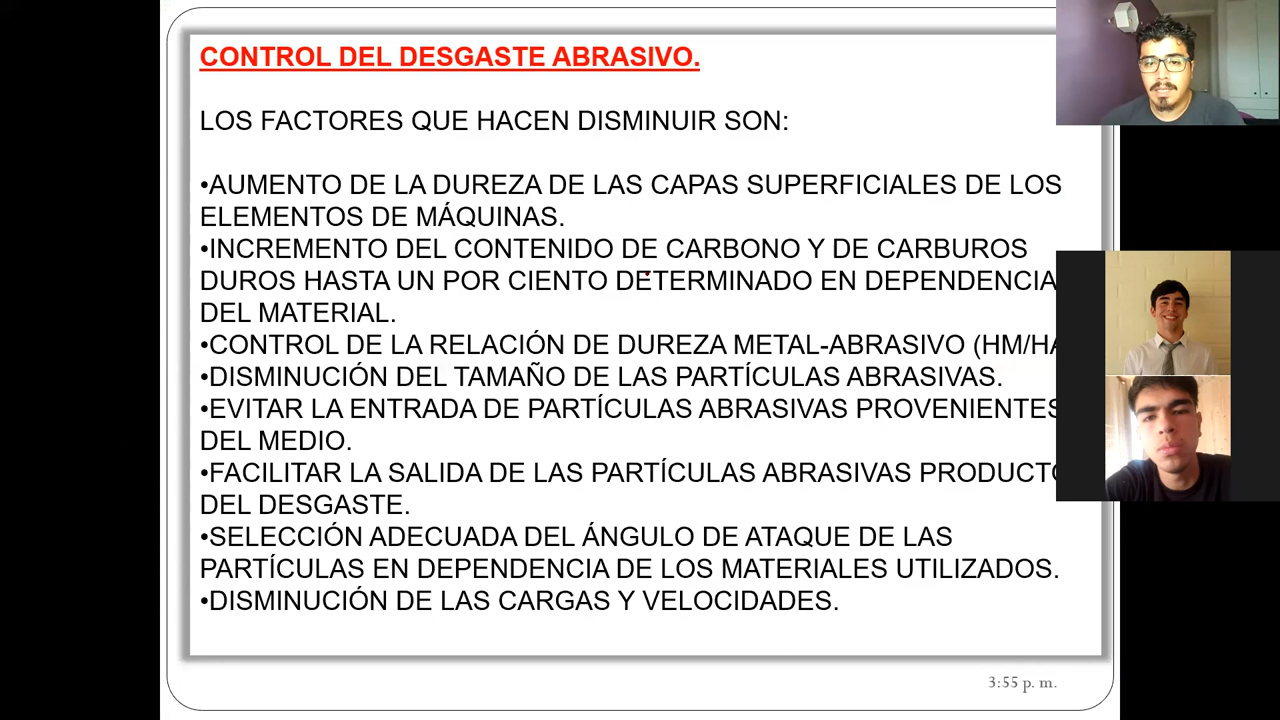 CONTROL DEL DESGASTE ABRASIVO.
LOS FACTORES QUE HACEN DISMINUIR SON:
•AUMENTO DE LA DUREZA DE LAS CAPAS SUPERFICIALES DE LOS
ELEMENTOS DE MÁQUINAS.
•INCREMENTO DEL CONTENIDO DE CARBONO Y DE CARBUROS
DUROS HASTA UN POR CIENTO DETERMINADO EN DEPENDENCIA
DEL MATERIAL.
•CONTROL DE LA RELACIÓN DE DUREZA METAL-ABRASIVO (HM/HA
•DISMINUCIÓN DEL TAMAÑO DE LAS PARTÍCULAS ABRASIVAS.
•EVITAR LA ENTRADA DE PARTÍCULAS ABRASIVAS PROVENIENTES
DEL MEDIO.
•FACILITAR LA SALIDA DE LAS PARTÍCULAS ABRASIVAS PRODUCTO
DEL DESGASTE.
•SELECCIÓN ADECUADA DEL ÁNGULO DE ATAQUE DE LAS
PARTÍCULAS EN DEPENDENCIA DE LOS MATERIALES UTILIZADOS.
•DISMINUCIÓN DE LAS CARGAS Y VELOCIDADES.
3:55 p. m.